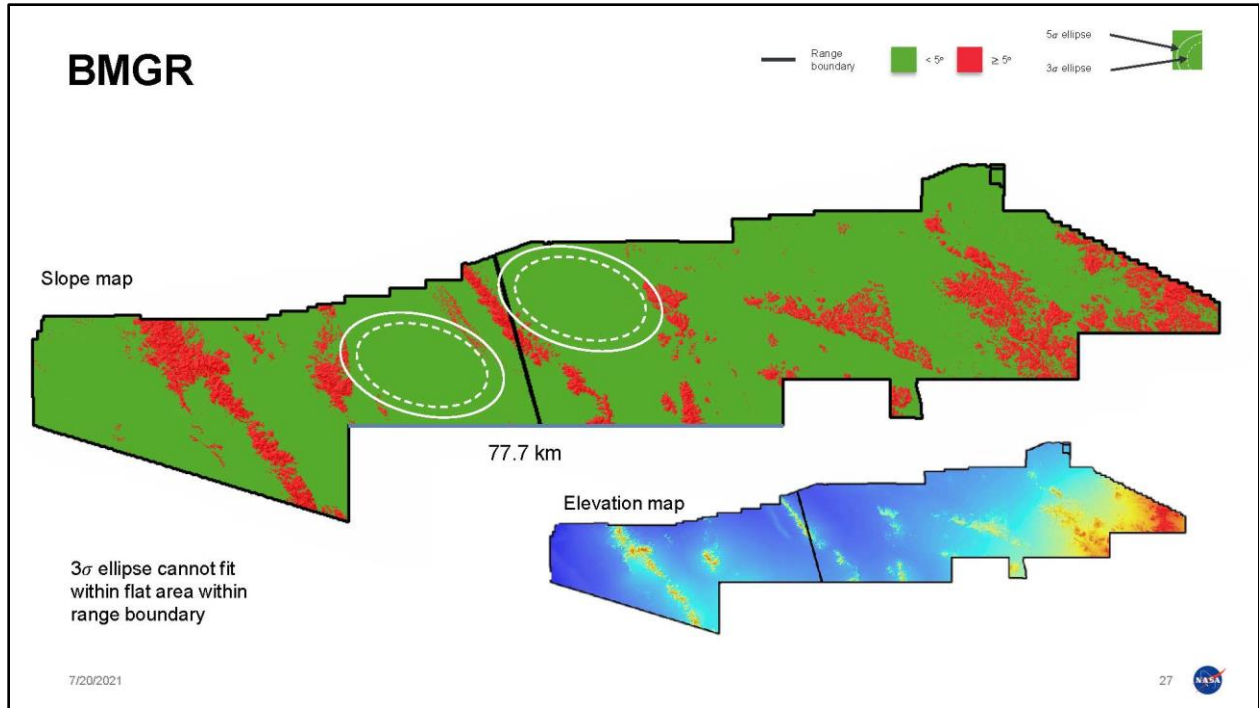 BMGR
Range
boundary
< 5°
≥ 5°
5σ ellipse
3σ ellipse
Slope map
77.7 km
Elevation map
3σ ellipse cannot fit
within flat area within
range boundary
7/20/2021
27
NASA